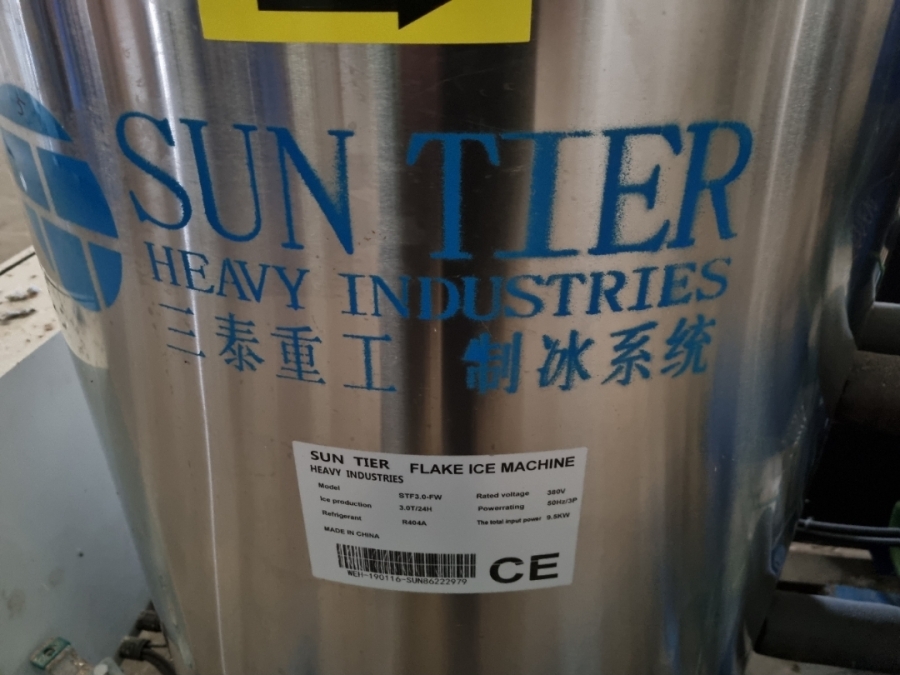 SUN TIER
HEAVY INDUSTRIES
三泰重工 制冰系统
SUN TIER FLAKE ICE MACHINE
HEAVY INDUSTRIES
Model STF3.0-FW Rated voltage 380V
Ice production 3.0T/24H Powerrating 50Hz/3P
Refrigerant R404A The total input power 9.5KW
MADE IN CHINA
WEH-190116-SUN86222979
CE